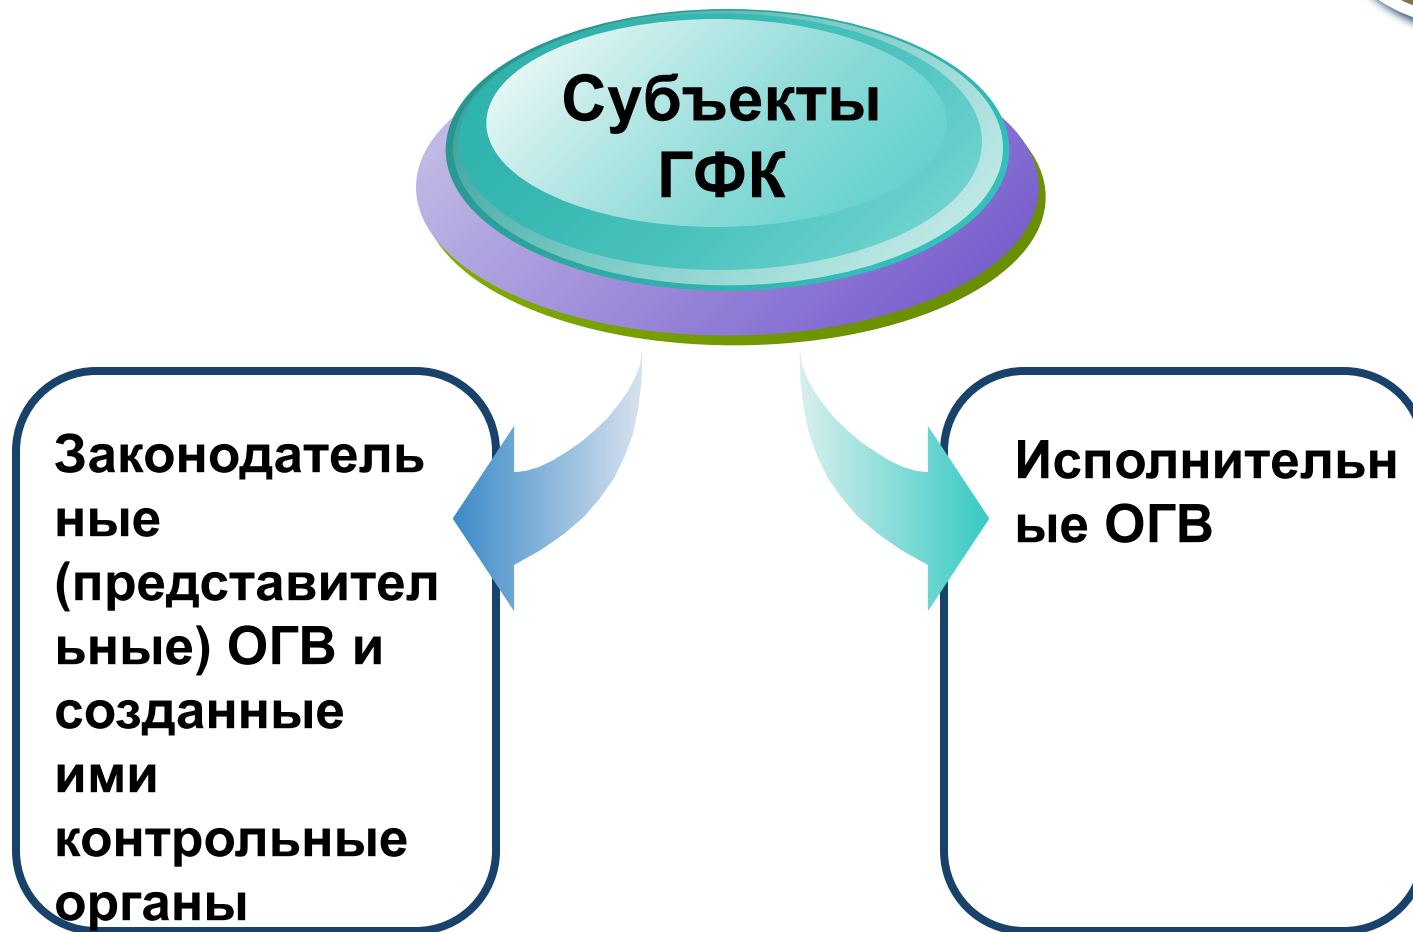 Субъекты
ГФК
Законодатель
ные
(представител
ьные) ОГВ и
созданные
ими
контрольные
органы
Исполнительн
ые ОГВ